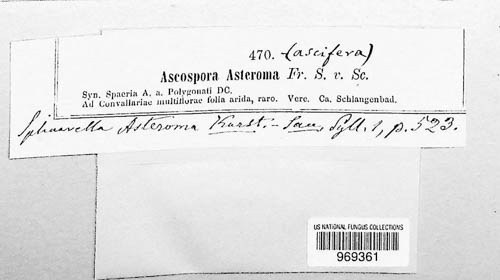 470. (ascifera)
Ascospora Asteroma Fr. S. v. Sc.
Syn. Spaeria A. a. Polygonati DC.
Ad Convallariae multiflorae folia arida, raro. Vere. Ca. Schlangenbad.
Sphaerella Asteroma Karst. - Sacc, Syll. 1, p. 523.
US NATIONAL FUNGUS COLLECTIONS
969361